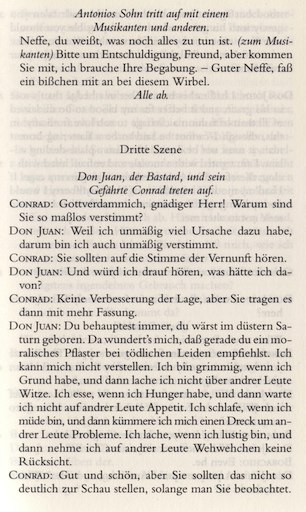 Antonios Sohn tritt auf mit einem
Musikanten und anderen.
Neffe, du weißt, was noch alles zu tun ist. (zum Musi-
kanten) Bitte um Entschuldigung, Freund, aber kommen
Sie mit, ich brauche Ihre Begabung. – Guter Neffe, faß
ein bißchen mit an bei diesem Wirbel.
Alle ab.
Dritte Szene
Don Juan, der Bastard, und sein
Gefährte Conrad treten auf.
CONRAD: Gottverdammich, gnädiger Herr! Warum sind
Sie so maßlos verstimmt?
DON JUAN: Weil ich unmäßig viel Ursache dazu habe,
darum bin ich auch unmäßig verstimmt.
CONRAD: Sie sollten auf die Stimme der Vernunft hören.
DON JUAN: Und würd ich drauf hören, was hätte ich da-
von?
CONRAD: Keine Verbesserung der Lage, aber Sie tragen es
dann mit mehr Fassung.
DON JUAN: Du behauptest immer, du wärst im düstern Sa-
turn geboren. Da wundert's mich, daß gerade du ein mo-
ralisches Pflaster bei tödlichen Leiden empfiehlst. Ich
kann mich nicht verstellen. Ich bin grimmig, wenn ich
Grund habe, und dann lache ich nicht über andrer Leute
Witze. Ich esse, wenn ich Hunger habe, und dann warte
ich nicht auf andrer Leute Appetit. Ich schlafe, wenn ich
müde bin, und dann kümmere ich mich einen Dreck um an-
drer Leute Probleme. Ich lache, wenn ich lustig bin, und
dann nehme ich auf andrer Leute Wehwehchen keine
Rücksicht.
CONRAD: Gut und schön, aber Sie sollten das nicht so
deutlich zur Schau stellen, solange man Sie beobachtet.